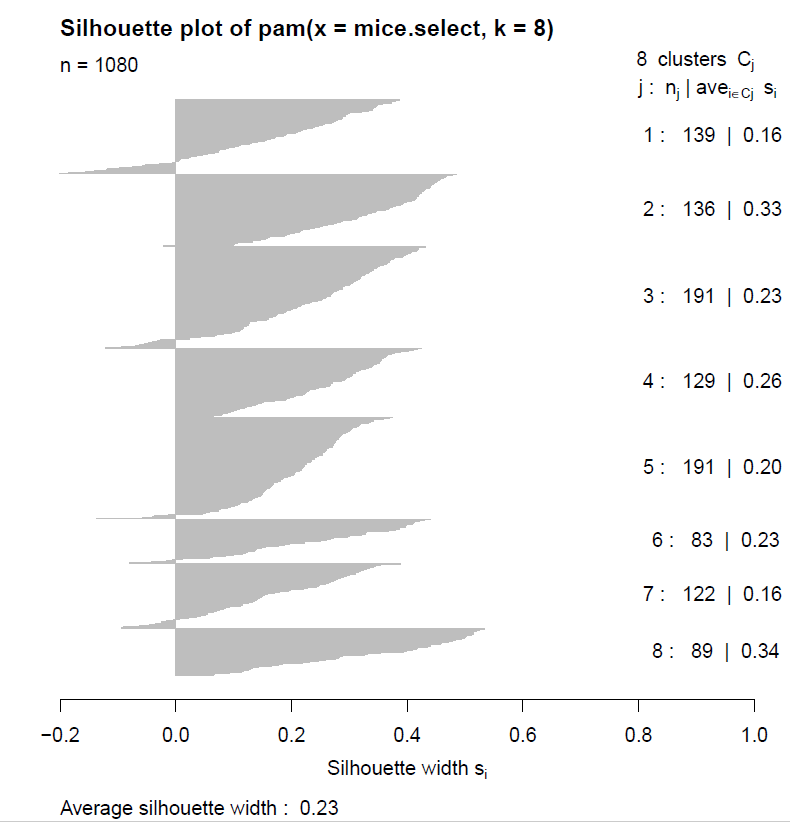 Silhouette plot of pam(x = mice.select, k = 8)
n = 1080
8 clusters Cj
j : nj | avei∈Cj si
1 : 139 | 0.16
2 : 136 | 0.33
3 : 191 | 0.23
4 : 129 | 0.26
5 : 191 | 0.20
6 : 83 | 0.23
7 : 122 | 0.16
8 : 89 | 0.34
−0.2 0.0 0.2 0.4 0.6 0.8 1.0
Silhouette width si
Average silhouette width : 0.23